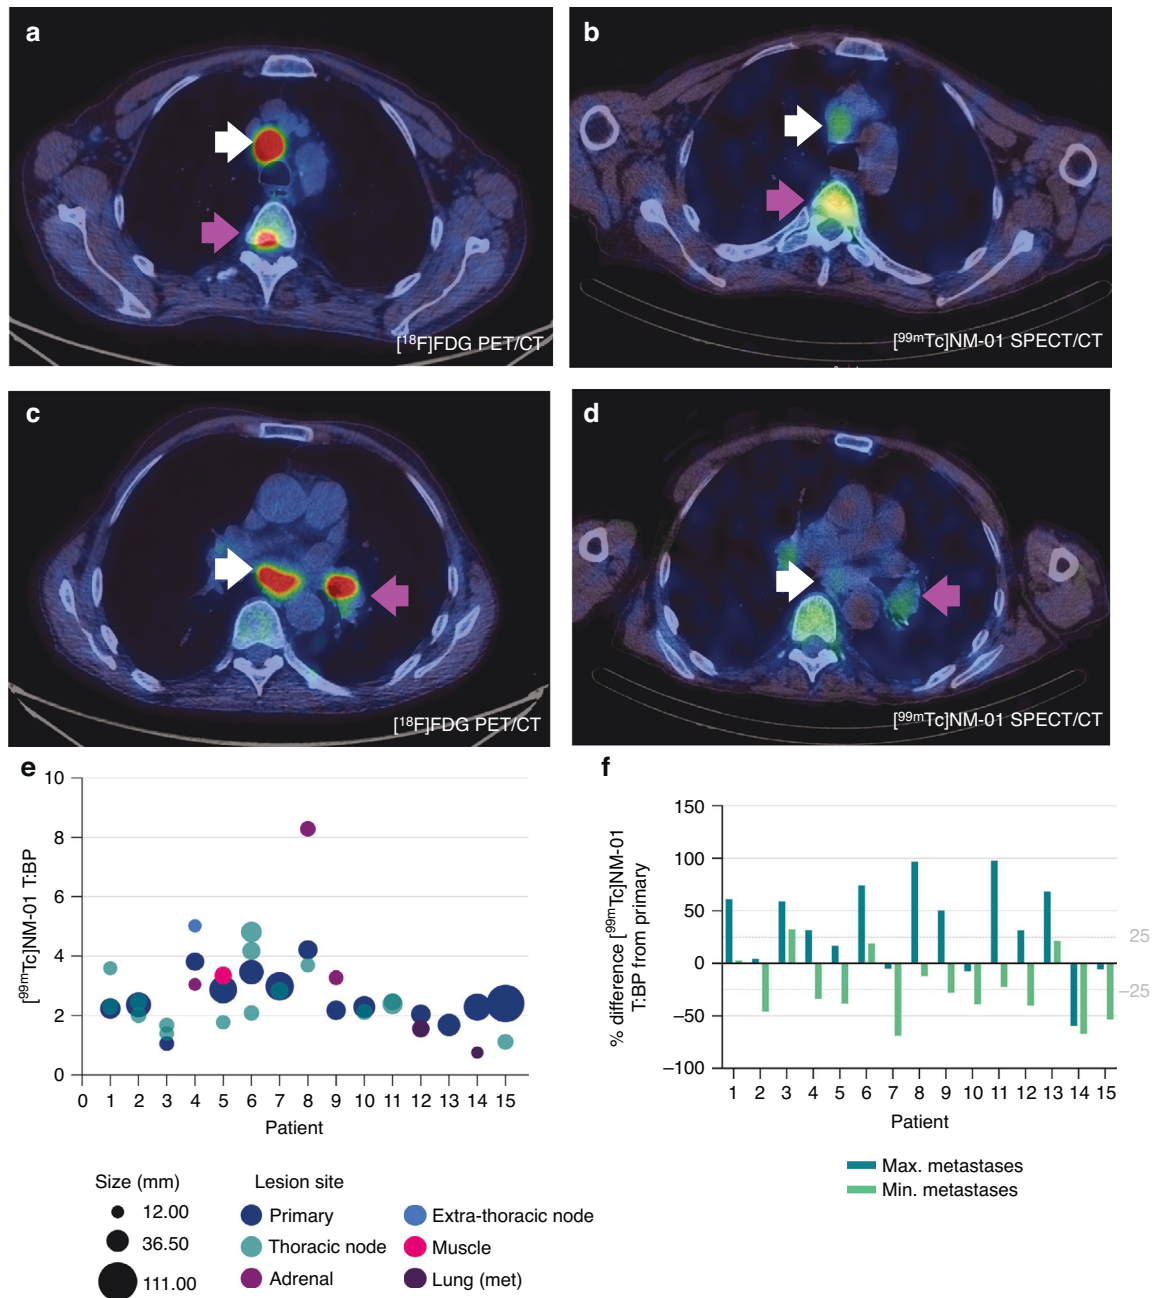 a
[18F]FDG PET/CT
b
[99mTc]NM-01 SPECT/CT
c
[18F]FDG PET/CT
d
[99mTc]NM-01 SPECT/CT
e
[99mTc]NM-01 T:BP
10
8
6
4
2
0
0 1 2 3 4 5 6 7 8 9 10 11 12 13 14 15
Patient
Size (mm)
12.00
36.50
111.00
Lesion site
Primary
Thoracic node
Adrenal
Extra-thoracic node
Muscle
Lung (met)
f
% difference [99mTc]NM-01
T:BP from primary
150
100
50
0
−50
−100
25
−25
1 2 3 4 5 6 7 8 9 10 11 12 13 14 15
Patient
Max. metastases
Min. metastases